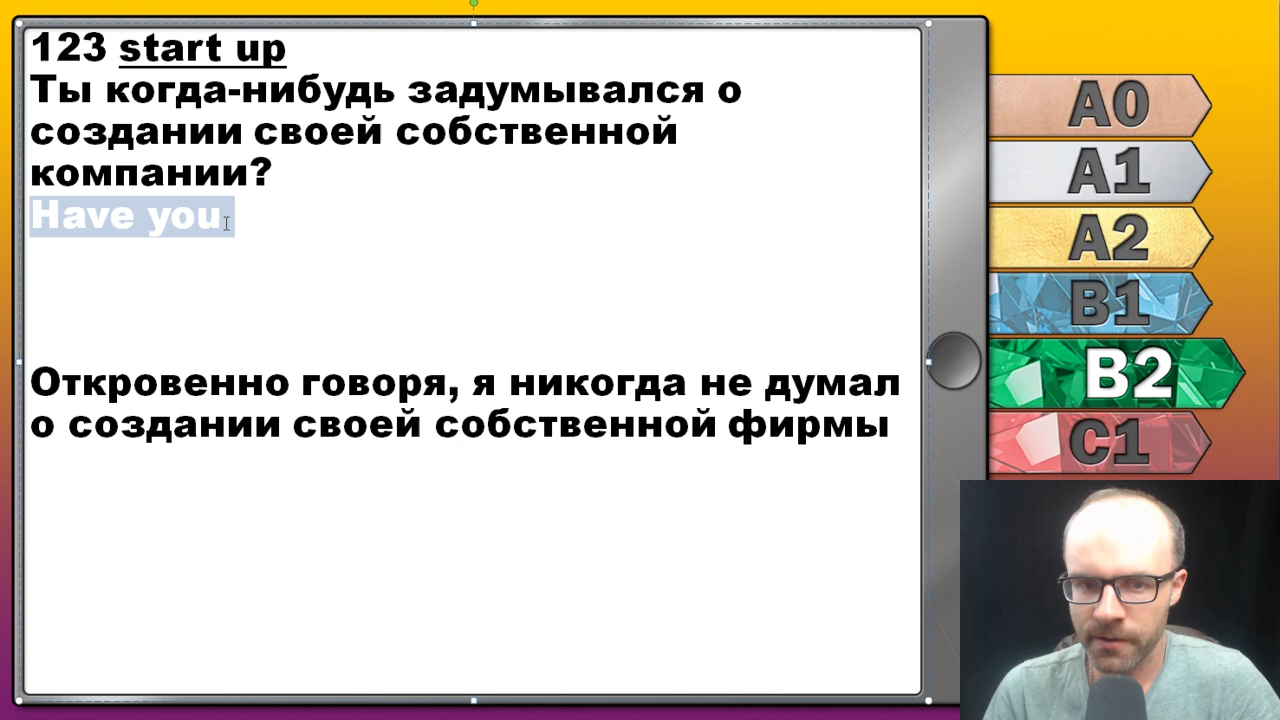 123 start up
Ты когда-нибудь задумывался о
создании своей собственной
компании?
Have you
Откровенно говоря, я никогда не думал
о создании своей собственной фирмы
A0
A1
A2
B1
B2
C1